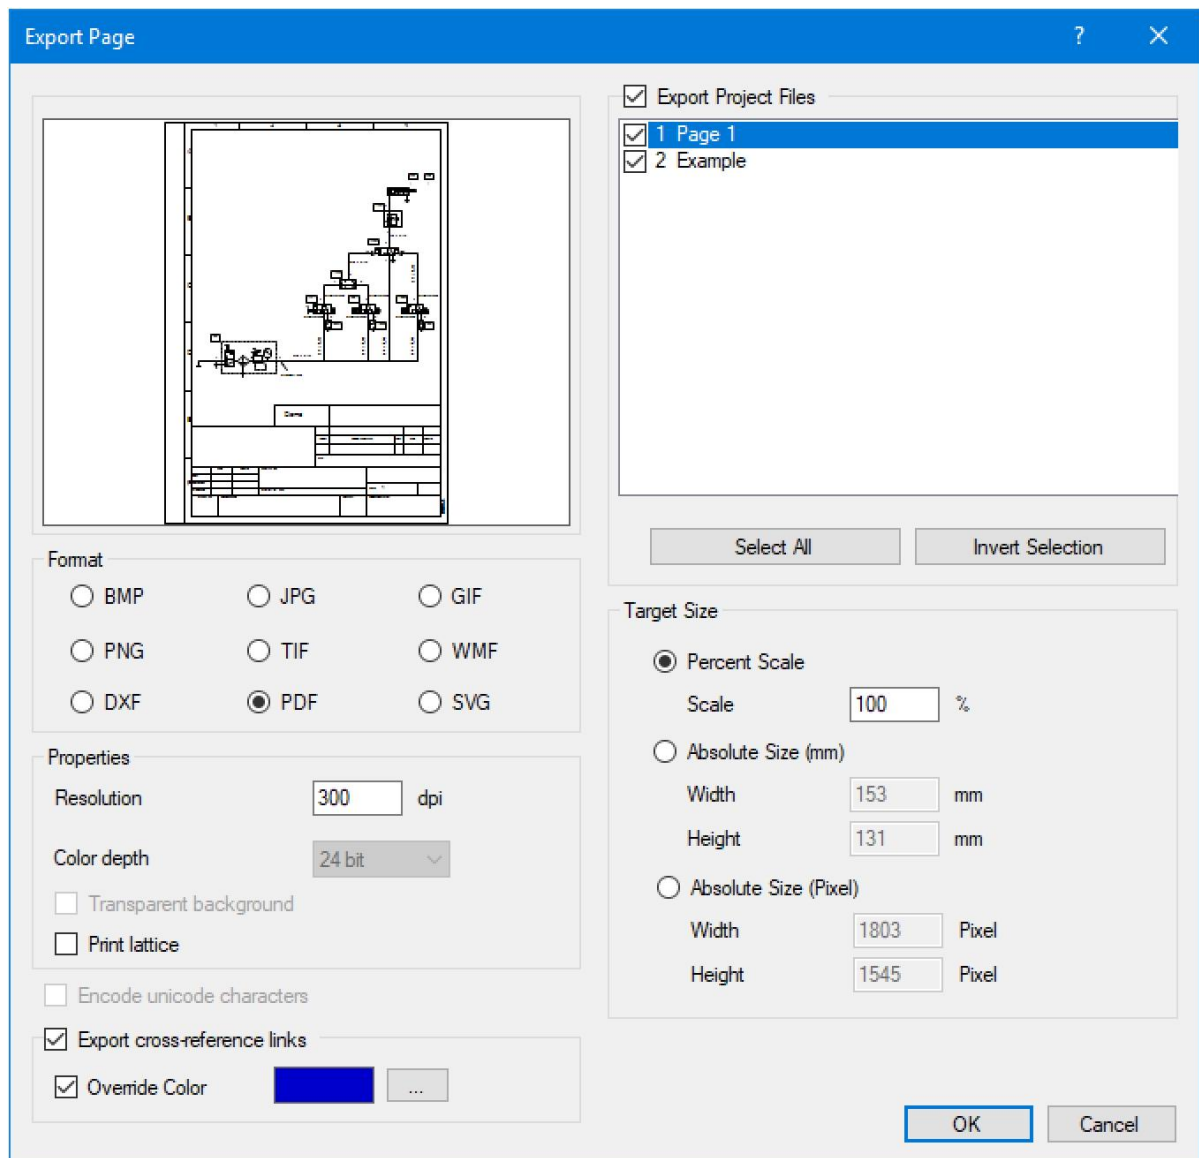 Export Page
?
Export Project Files
1 Page 1
2 Example
Select All
Invert Selection
Format
BMP
JPG
GIF
PNG
TIF
WMF
DXF
PDF
SVG
Properties
Resolution
300
dpi
Color depth
24 bit
Transparent background
Print lattice
Encode unicode characters
Export cross-reference links
Override Color
...
Target Size
Percent Scale
Scale
100
%
Absolute Size (mm)
Width
153
mm
Height
131
mm
Absolute Size (Pixel)
Width
1803
Pixel
Height
1545
Pixel
OK
Cancel